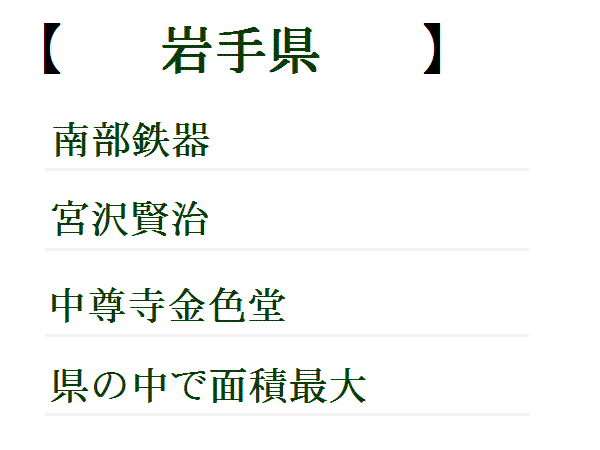 【　　岩手県　　】
南部鉄器
宮沢賢治
中尊寺金色堂
県の中で面積最大